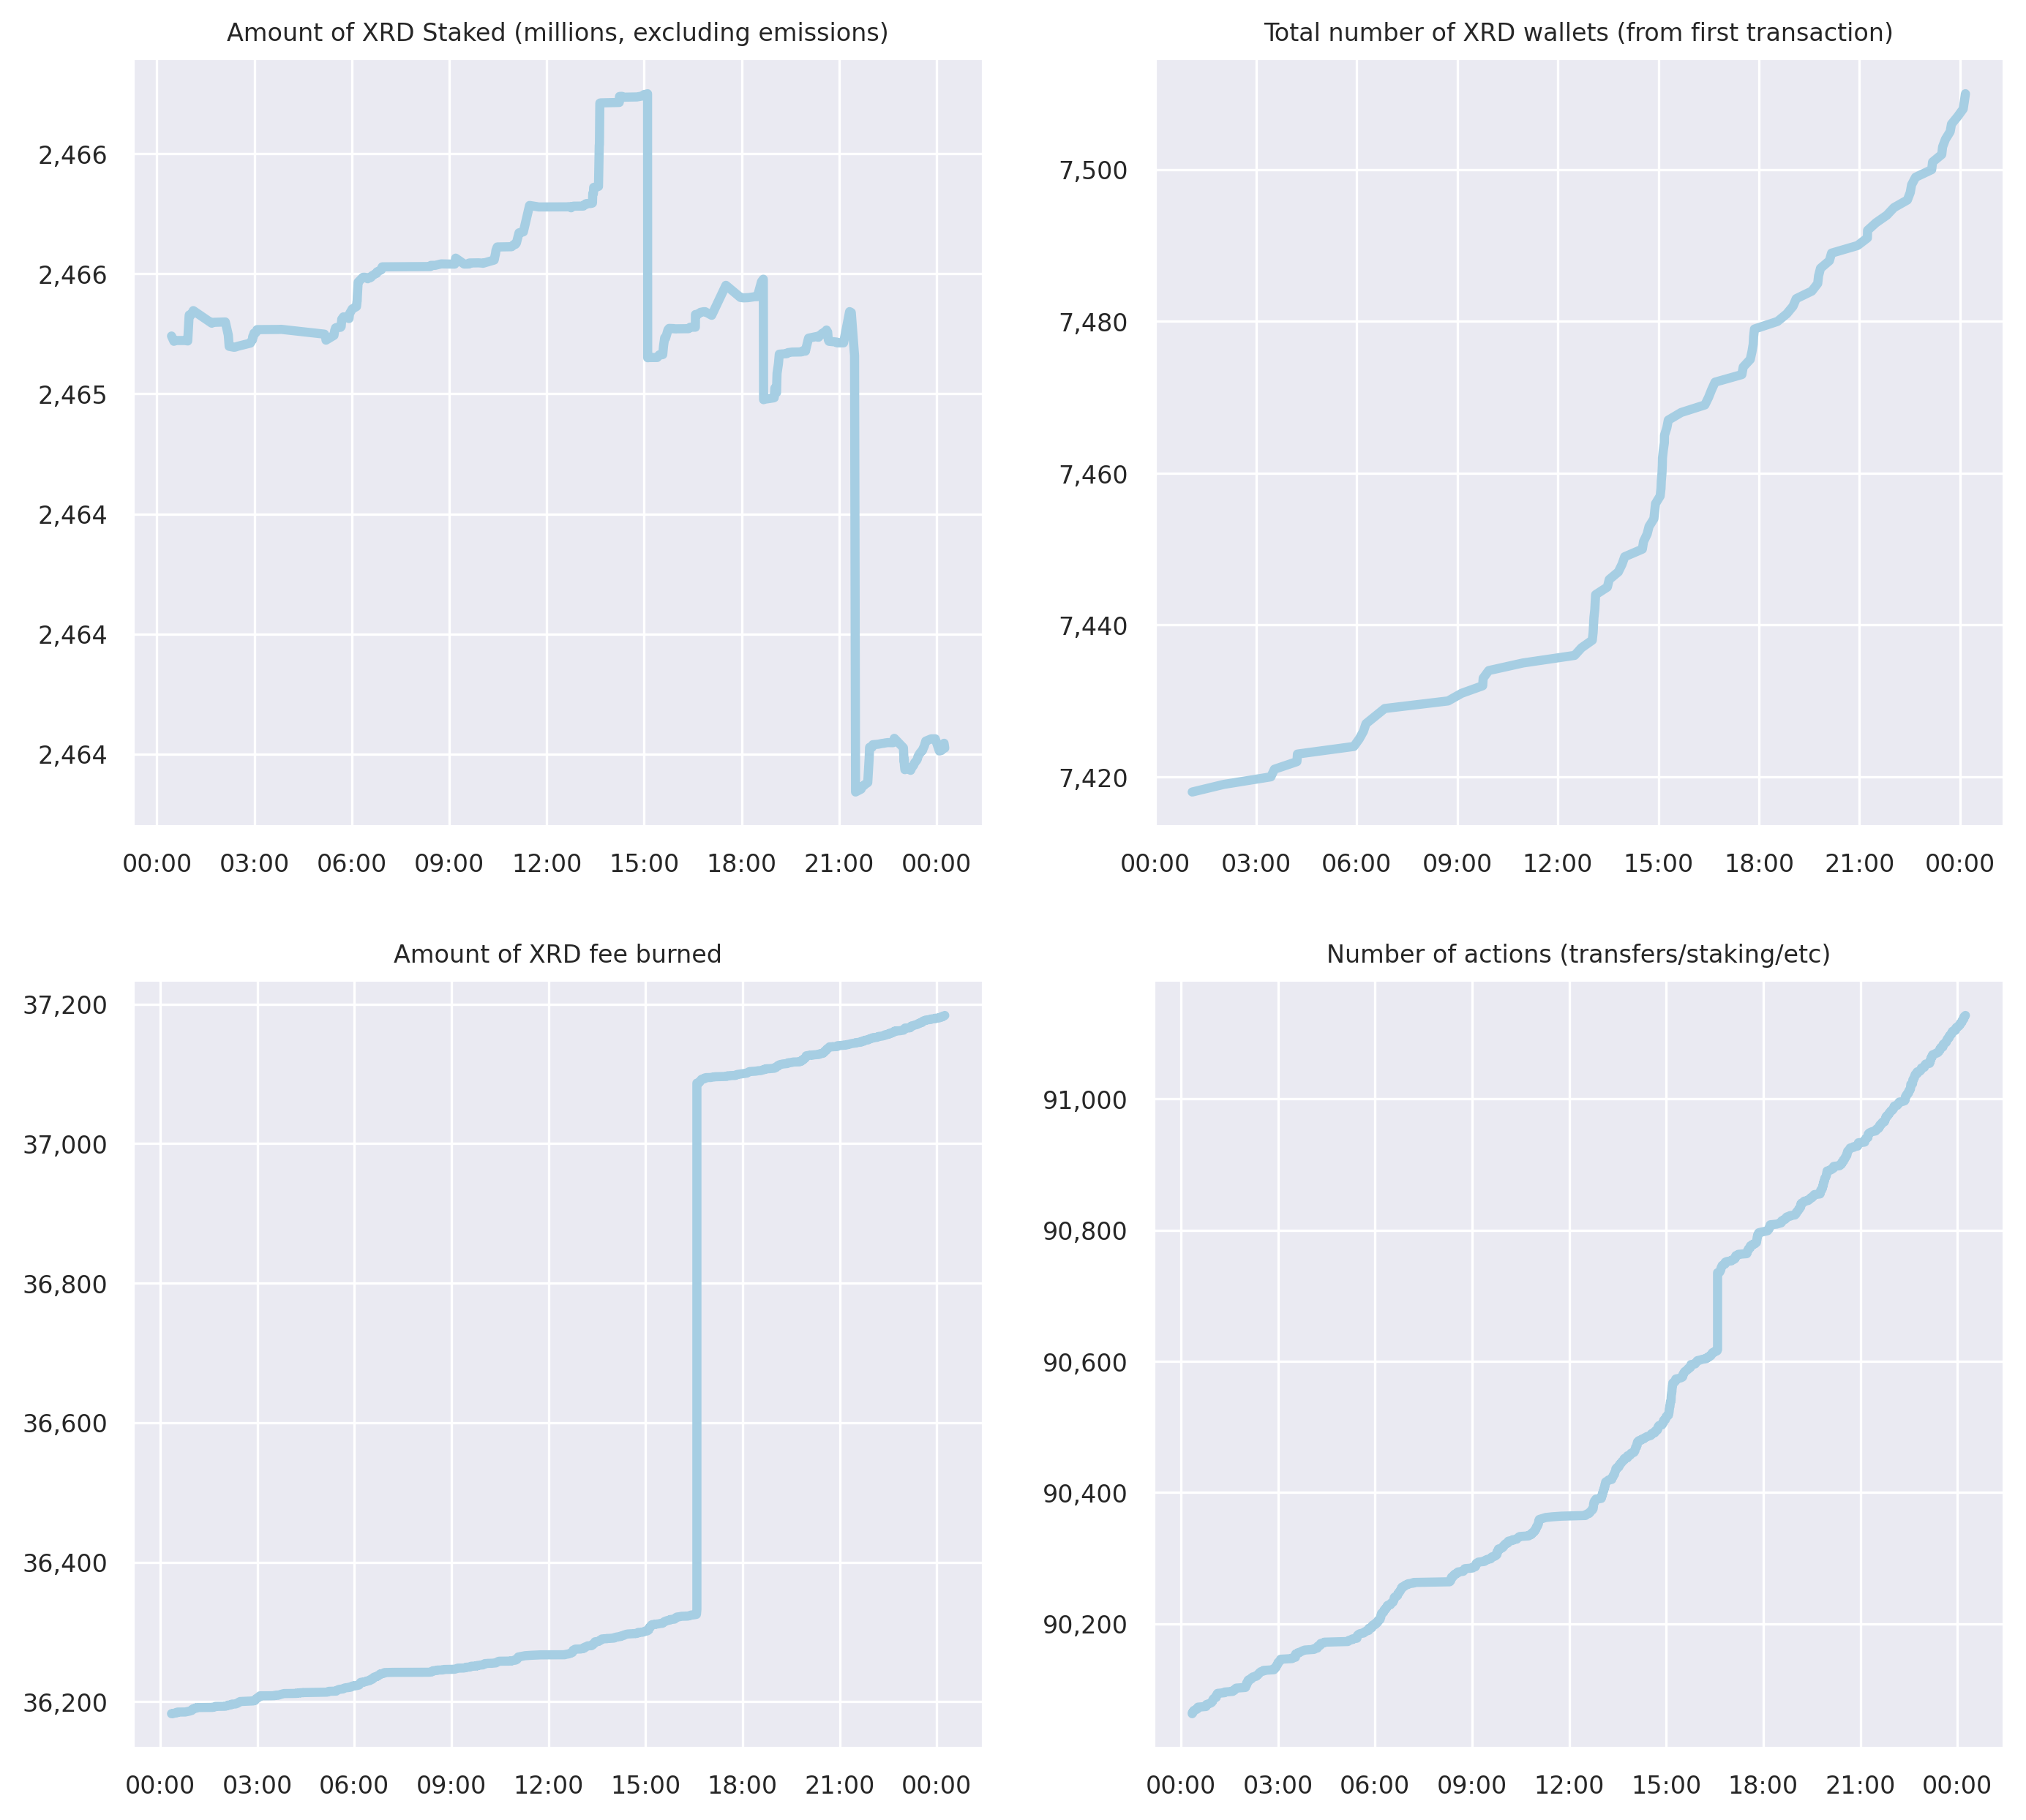 Amount of XRD Staked (millions, excluding emissions)
2,466
2,466
2,465
2,464
2,464
2,464
00:00 03:00 06:00 09:00 12:00 15:00 18:00 21:00 00:00
Total number of XRD wallets (from first transaction)
7,500
7,480
7,460
7,440
7,420
00:00 03:00 06:00 09:00 12:00 15:00 18:00 21:00 00:00
Amount of XRD fee burned
37,200
37,000
36,800
36,600
36,400
36,200
00:00 03:00 06:00 09:00 12:00 15:00 18:00 21:00 00:00
Number of actions (transfers/staking/etc)
91,000
90,800
90,600
90,400
90,200
00:00 03:00 06:00 09:00 12:00 15:00 18:00 21:00 00:00